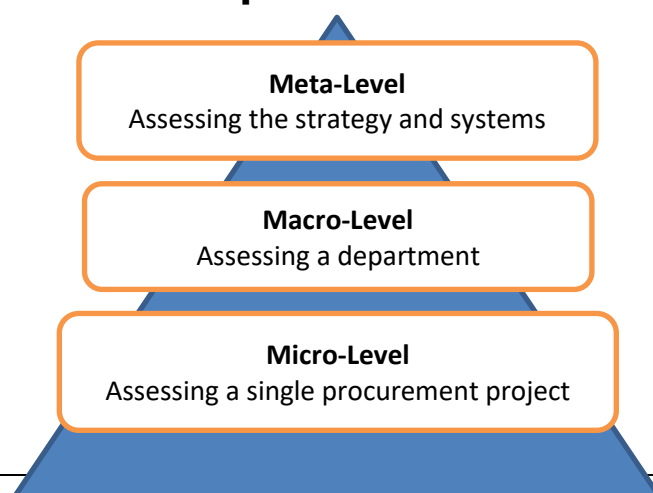 Meta-Level
Assessing the strategy and systems
Macro-Level
Assessing a department
Micro-Level
Assessing a single procurement project